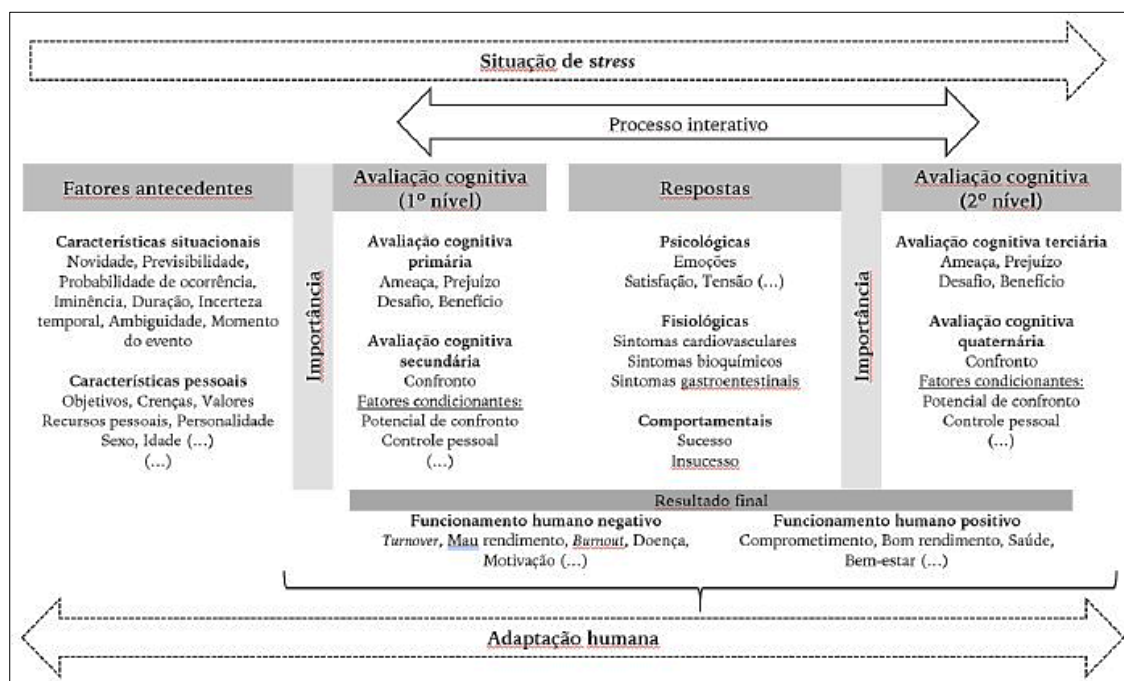 Situação de stress
Processo interativo
Fatores antecedentes
Características situacionais
Novidade, Previsibilidade,
Probabilidade de ocorrência,
Iminência, Duração, Incerteza
temporal, Ambiguidade, Momento
do evento
Características pessoais
Objetivos, Crenças, Valores
Recursos pessoais, Personalidade
Sexo, Idade (...)
(...)
Importância
Avaliação cognitiva
(1º nível)
Avaliação cognitiva
primária
Ameaça, Prejuízo
Desafio, Benefício
Avaliação cognitiva
secundária
Confronto
Fatores condicionantes:
Potencial de confronto
Controle pessoal
(...)
Respostas
Psicológicas
Emoções
Satisfação, Tensão (...)
Fisiológicas
Sintomas cardiovasculares
Sintomas bioquímicos
Sintomas gastroentestinais
Comportamentais
Sucesso
Insucesso
Importância
Avaliação cognitiva
(2º nível)
Avaliação cognitiva terciária
Ameaça, Prejuízo
Desafio, Benefício
Avaliação cognitiva
quaternária
Confronto
Fatores condicionantes:
Potencial de confronto
Controle pessoal
(...)
Resultado final
Funcionamento humano negativo
Turnover, Mau rendimento, Burnout, Doença,
Motivação (...)
Funcionamento humano positivo
Comprometimento, Bom rendimento, Saúde,
Bem-estar (...)
Adaptação humana